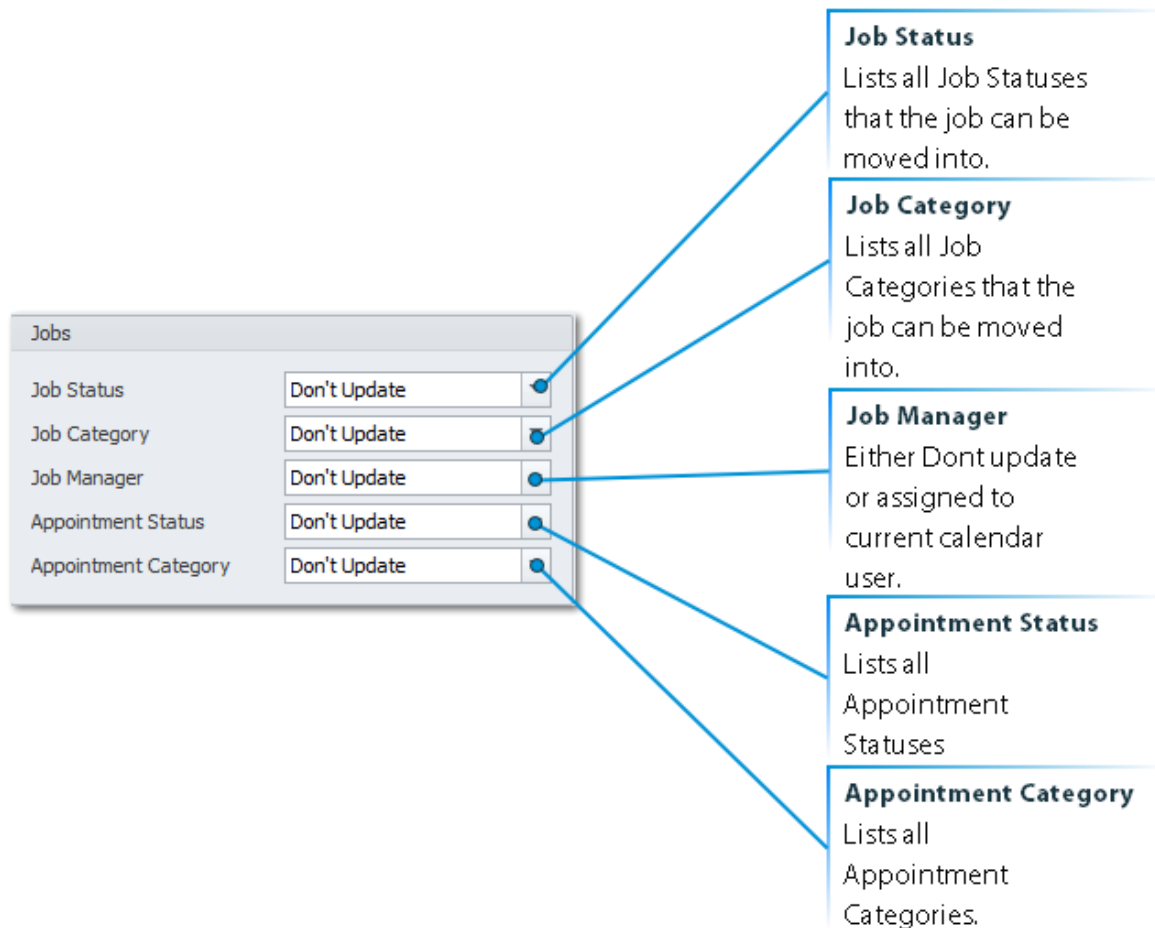 Jobs
Job Status Don't Update
Job Category Don't Update
Job Manager Don't Update
Appointment Status Don't Update
Appointment Category Don't Update
Job Status
Lists all Job Statuses
that the job can be
moved into.
Job Category
Lists all Job
Categories that the
job can be moved
into.
Job Manager
Either Dont update
or assigned to
current calendar
user.
Appointment Status
Lists all
Appointment
Statuses
Appointment Category
Lists all
Appointment
Categories.